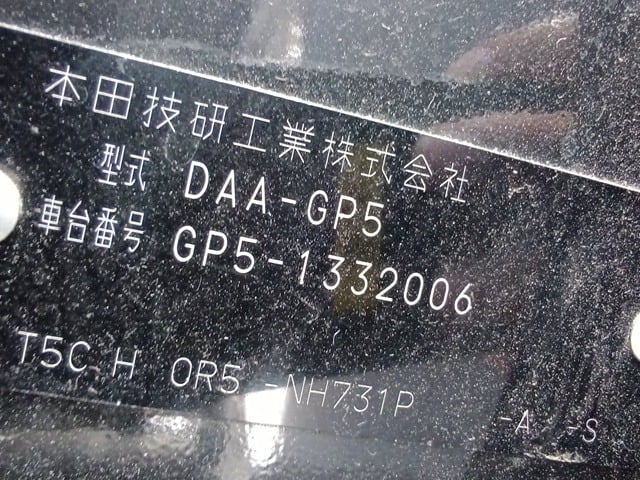 本田技研工業株式会社
型式 DAA-GP5
車台番号 GP5-1332006
T5C H OR5 -NH731P -A -S